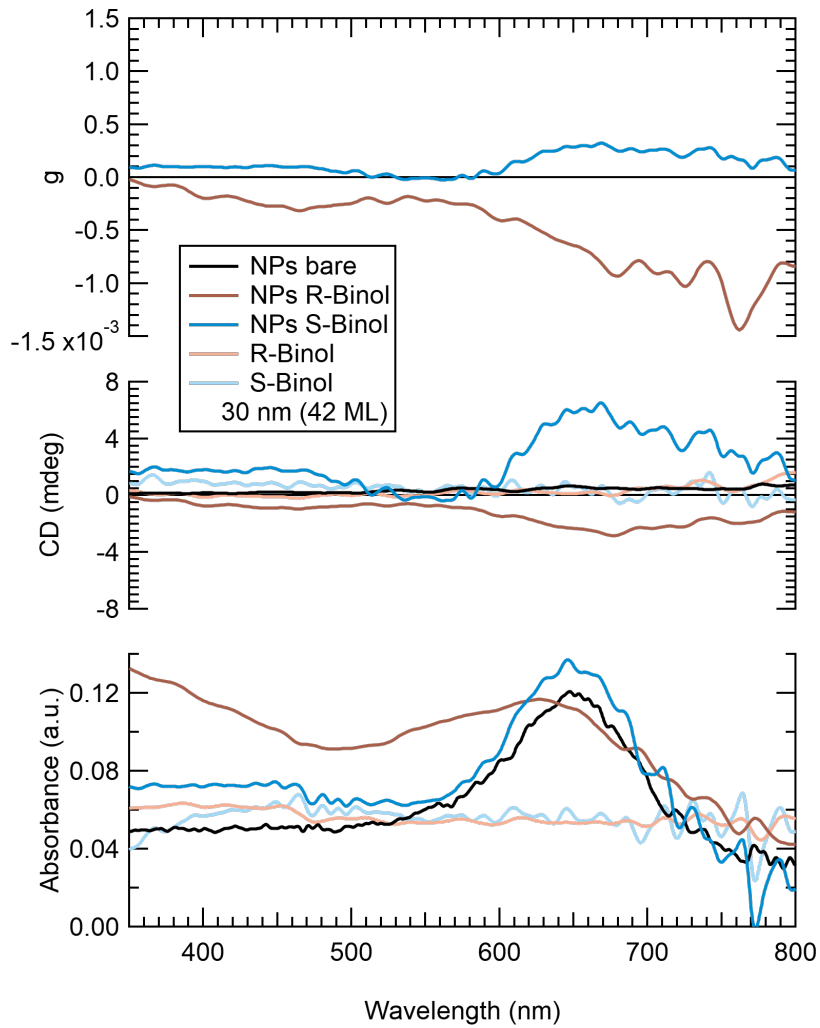 1.5
1.0
0.5
0.0
-0.5
-1.0
-1.5 x10-3
g
NPs bare
NPs R-Binol
NPs S-Binol
R-Binol
S-Binol
30 nm (42 ML)
8
4
0
-4
-8
CD (mdeg)
0.12
0.08
0.04
0.00
Absorbance (a.u.)
400 500 600 700 800
Wavelength (nm)